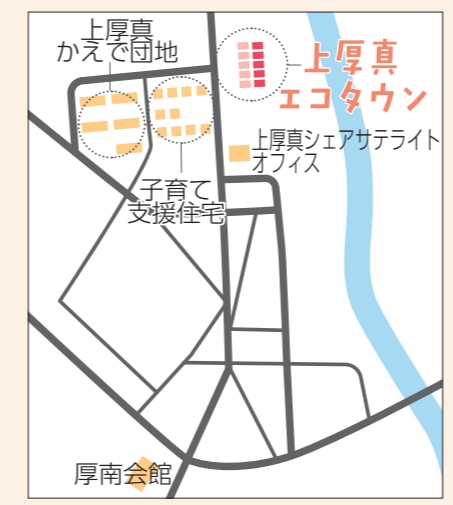 上厚真
かえで団地
上厚真
エコタウン
上厚真シェアサテライト
オフィス
子育て
支援住宅
厚南会館